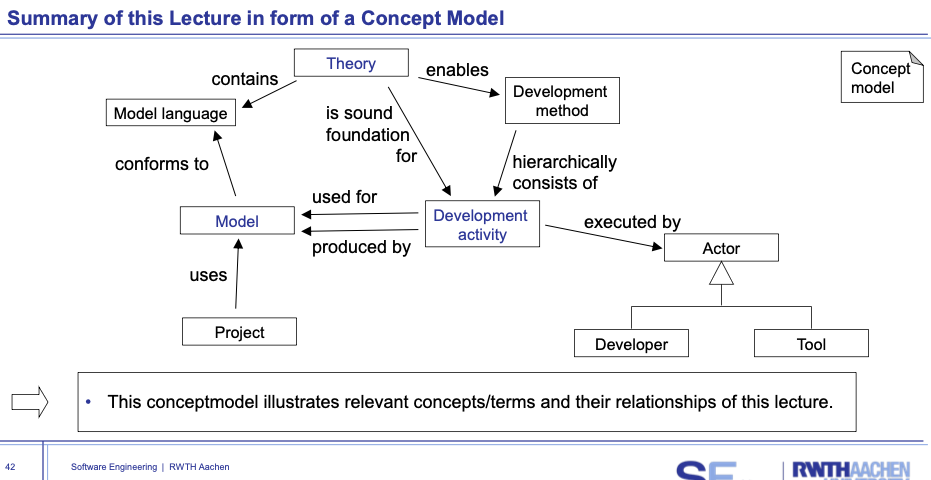 Summary of this Lecture in form of a Concept Model
Theory
contains
enables
Concept
model
Model language
Development
method
is sound
foundation
for
conforms to
hierarchically
consists of
used for
Model
Development
activity
executed by
produced by
Actor
uses
Project
Developer
Tool
• This conceptmodel illustrates relevant concepts/terms and their relationships of this lecture.
42
Software Engineering | RWTH Aachen
SE
RWTHAACHEN